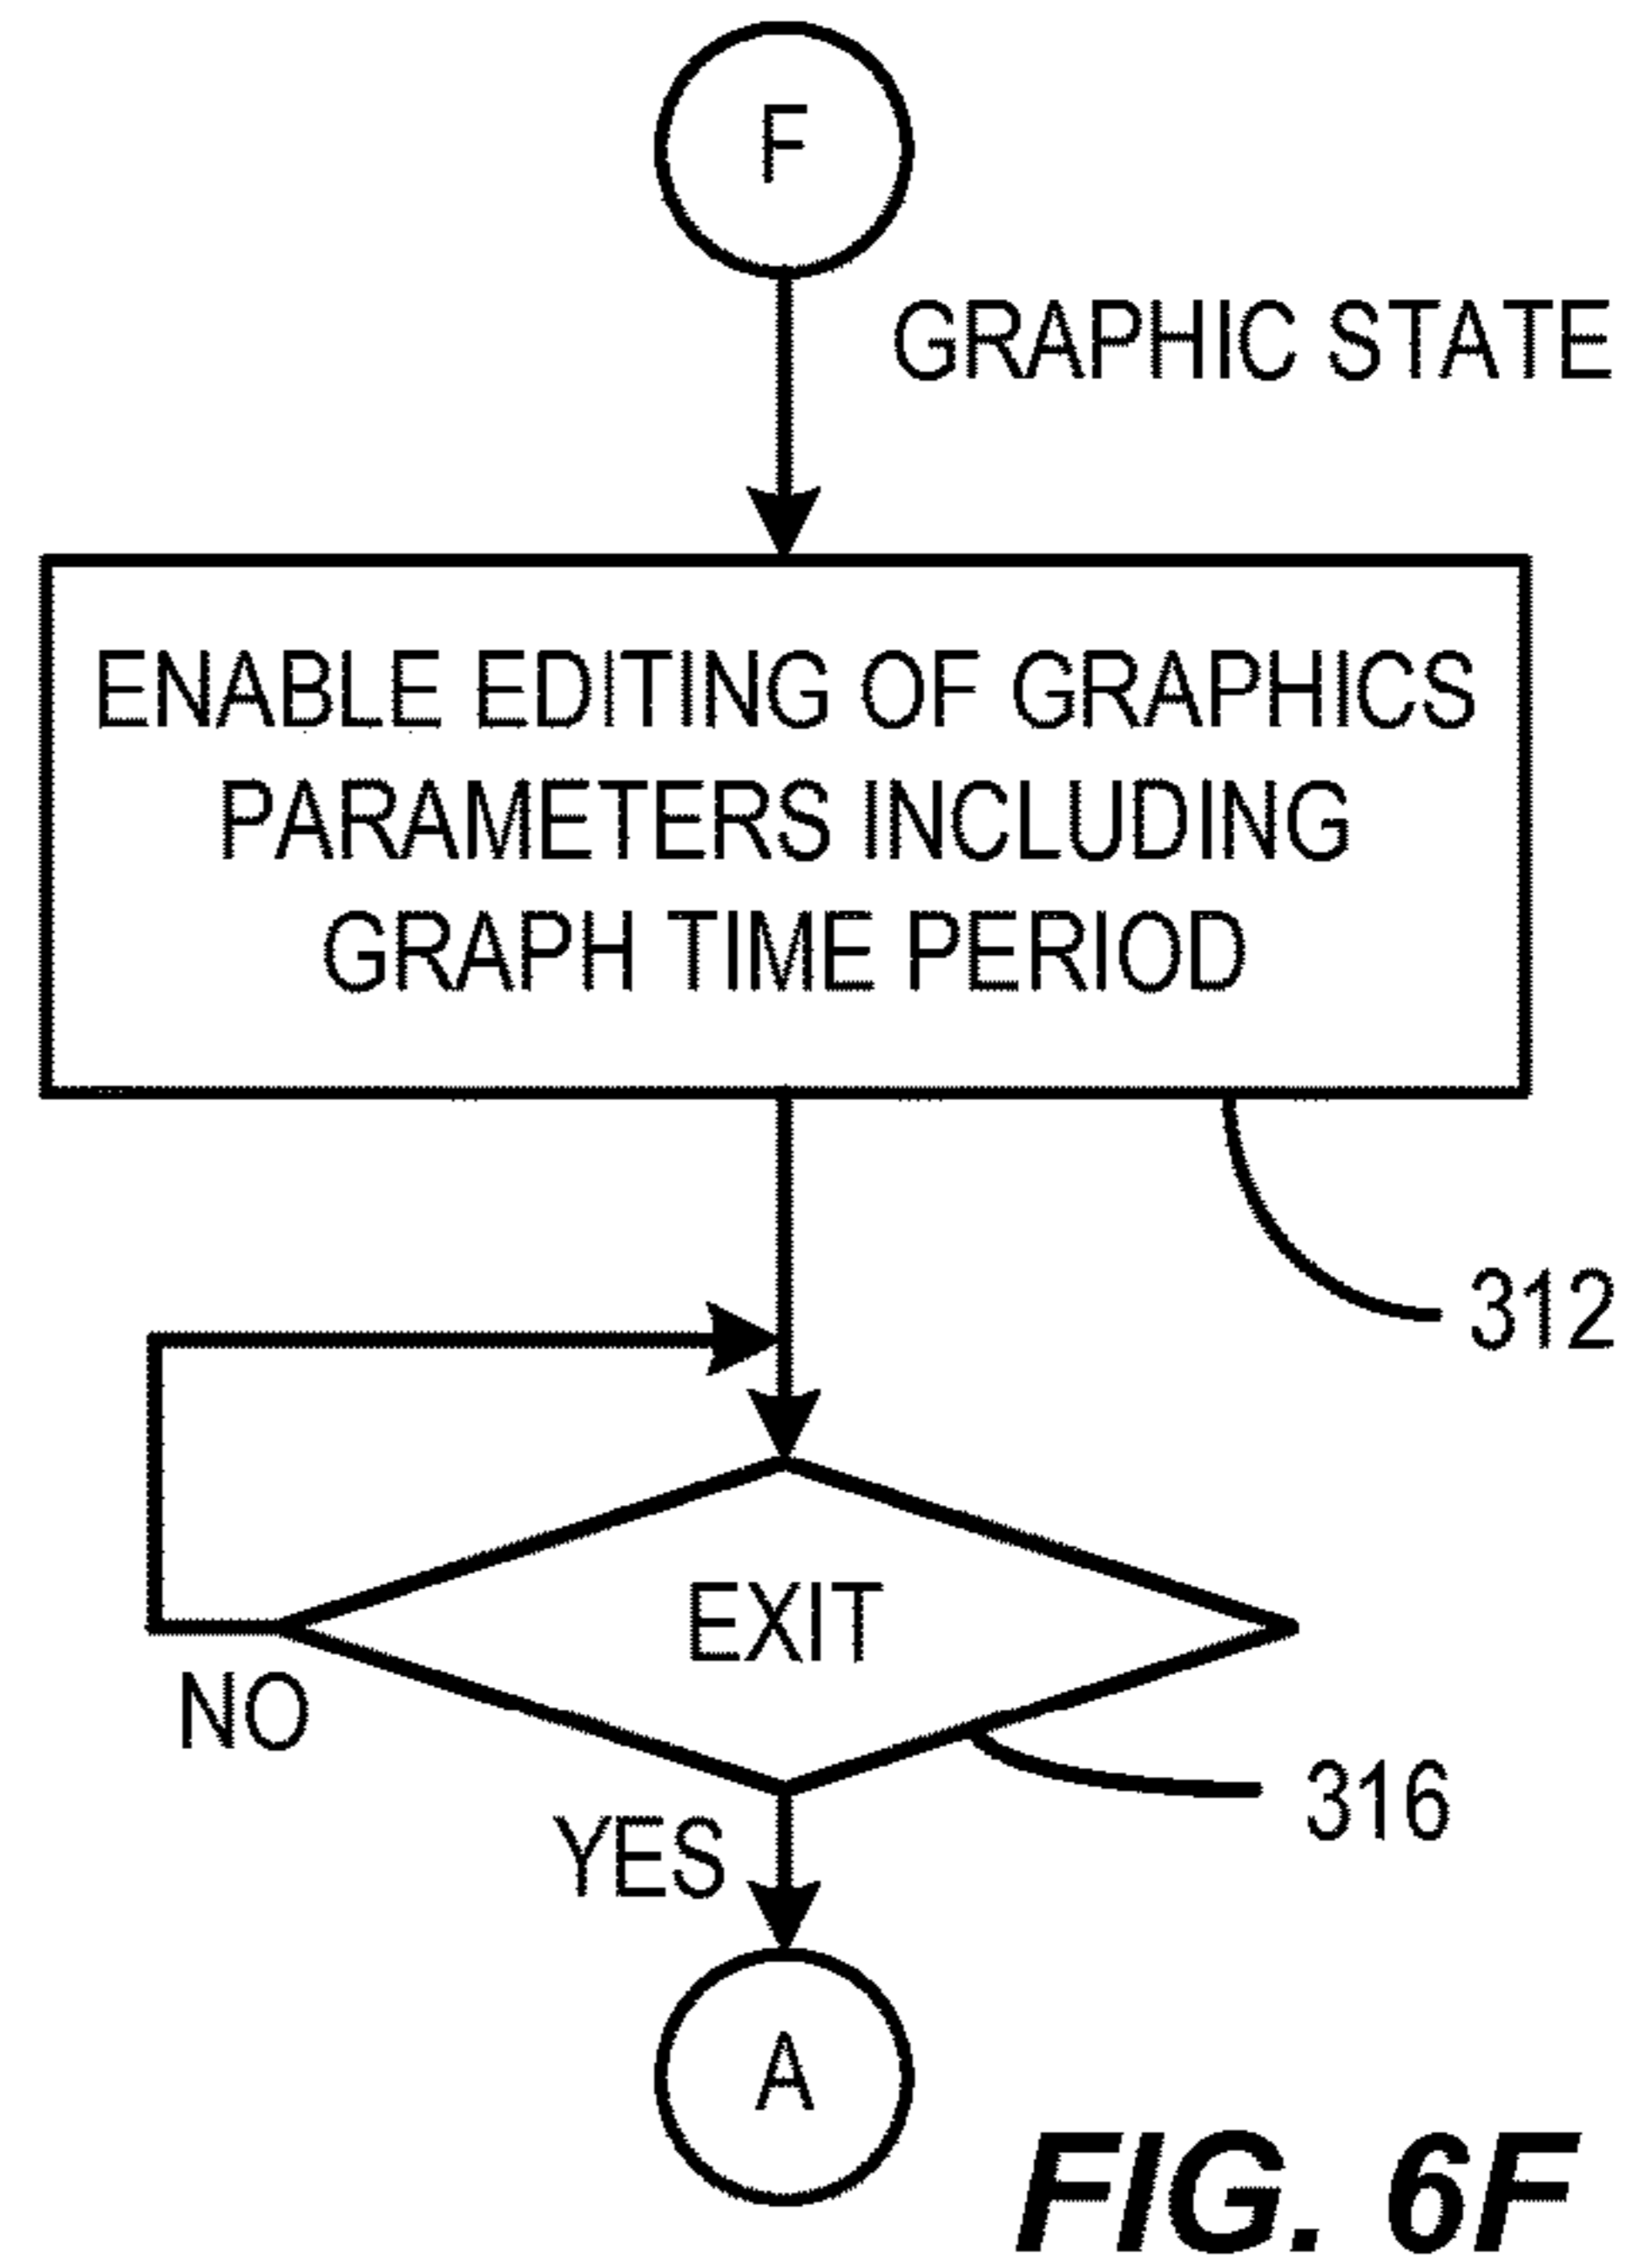 F
GRAPHIC STATE
ENABLE EDITING OF GRAPHICS
PARAMETERS INCLUDING
GRAPH TIME PERIOD
312
EXIT
NO
316
YES
A
FIG. 6F